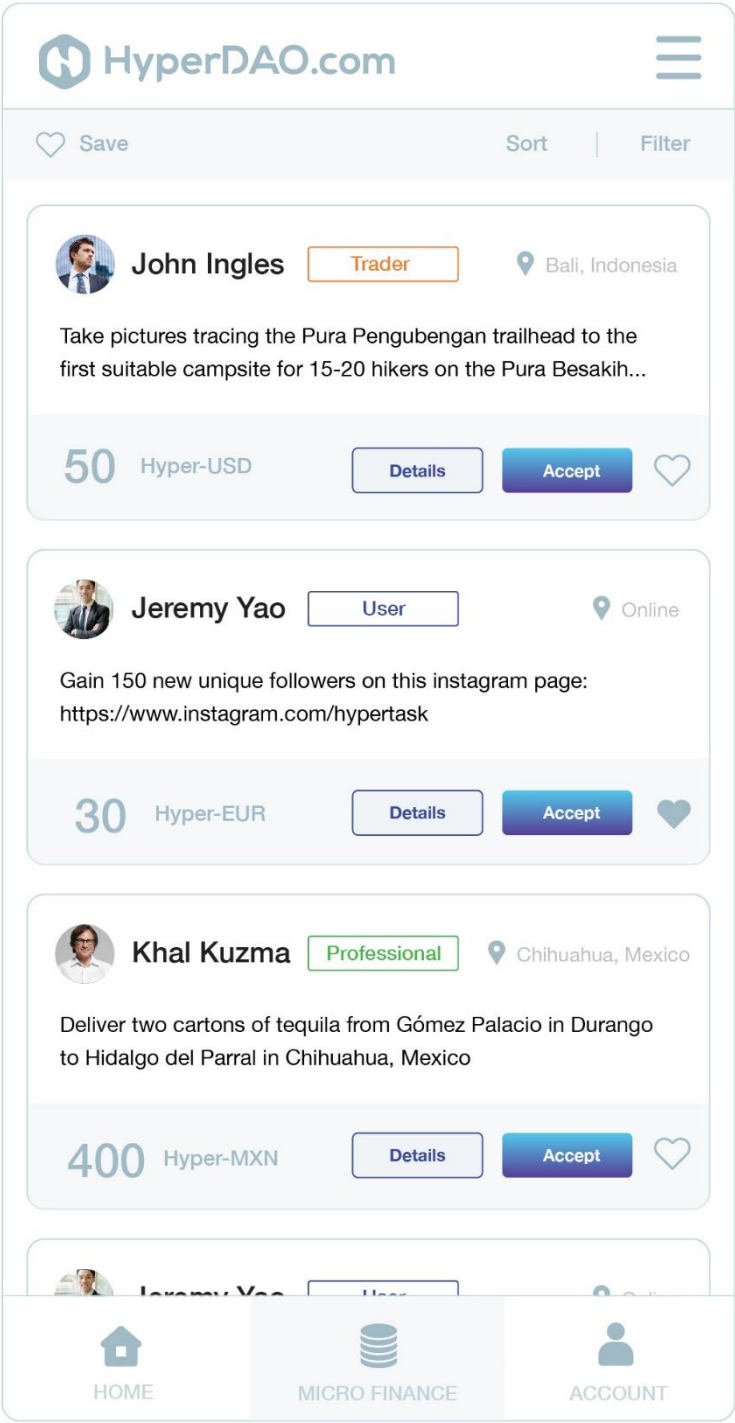 HyperDAO.com
Save
Sort | Filter
John Ingles
Trader
Bali, Indonesia
Take pictures tracing the Pura Pengubengan trailhead to the
first suitable campsite for 15-20 hikers on the Pura Besakih...
50 Hyper-USD
Details
Accept
Jeremy Yao
User
Online
Gain 150 new unique followers on this instagram page:
https://www.instagram.com/hypertask
30 Hyper-EUR
Details
Accept
Khal Kuzma
Professional
Chihuahua, Mexico
Deliver two cartons of tequila from Gómez Palacio in Durango
to Hidalgo del Parral in Chihuahua, Mexico
400 Hyper-MXN
Details
Accept
Jeremy Yao
User
HOME
MICRO FINANCE
ACCOUNT